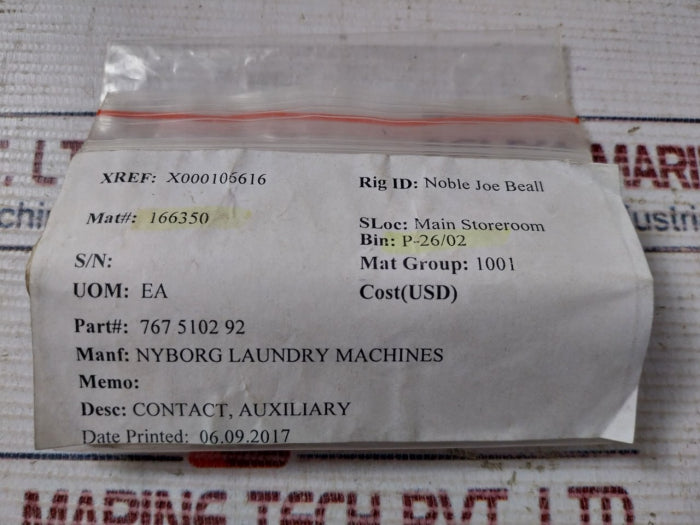 XREF: X000106616
Rig ID: Noble Joe Beall
Mat#: 166350
SLoc: Main Storeroom
Bin: P-26/02
S/N:
Mat Group: 1001
UOM: EA
Cost(USD)
Part#: 767 5102 92
Manf: NYBORG LAUNDRY MACHINES
Memo:
Desc: CONTACT, AUXILIARY
Date Printed: 06.09.2017
MARINE TECH PVT. LTD